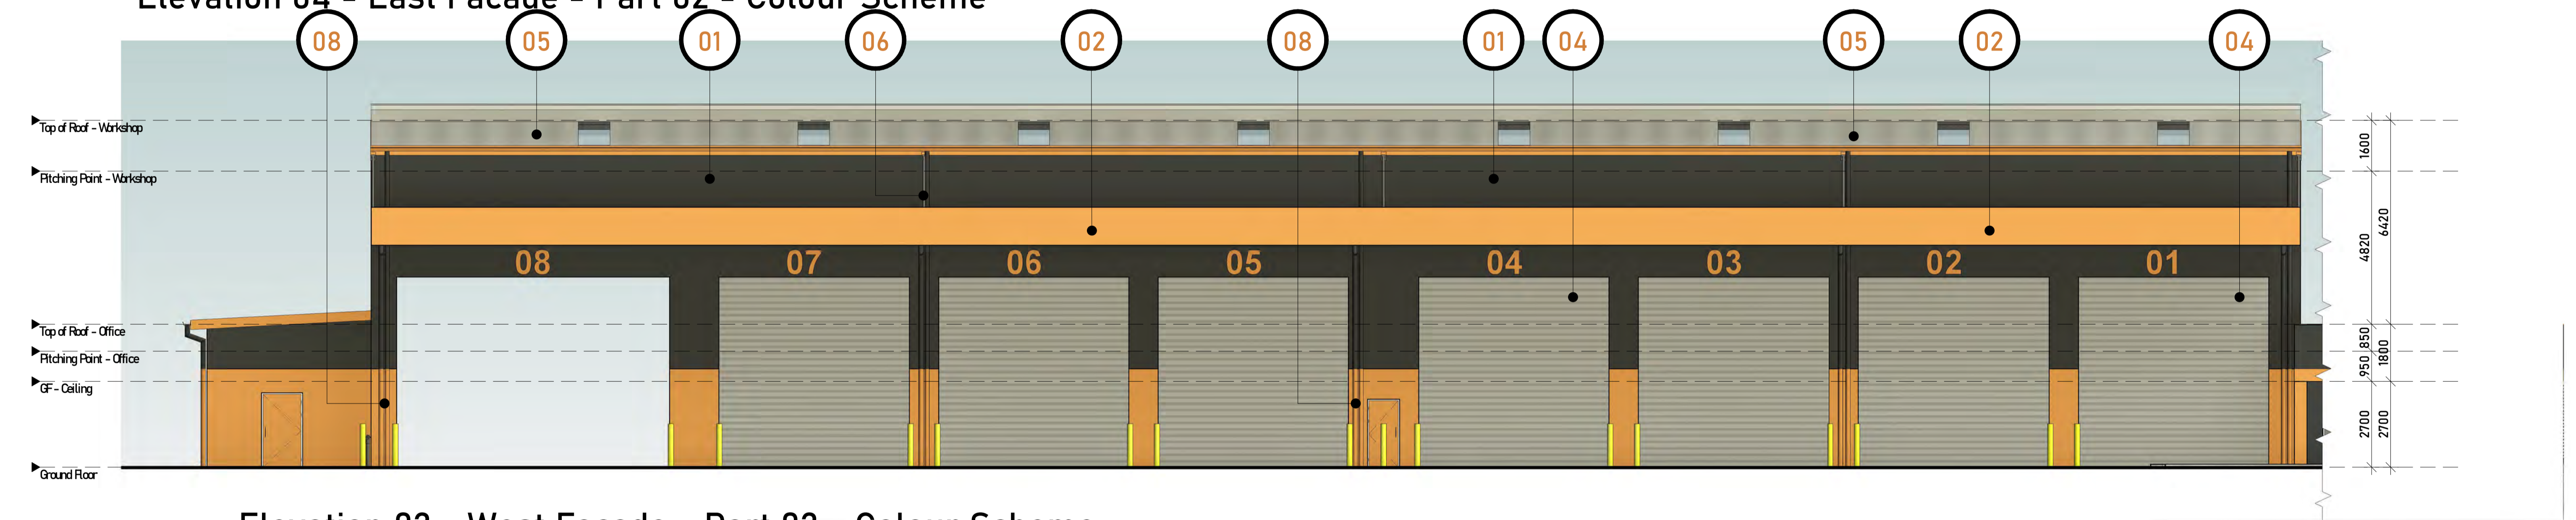 Elevation 04 - East Facade - Part 02 - Colour Scheme
08 05 01 06 02 08 01 04 05 02 04
Top of Roof - Workshop
1600
Pitching Point - Workshop
6420
4820
08 07 06 05 04 03 02 01
Top of Roof - Office
850
Pitching Point - Office
1800
950
GF - Ceiling
2700 2700
Ground Floor
Elevation 03 - West Facade - Part 03 - Colour Scheme